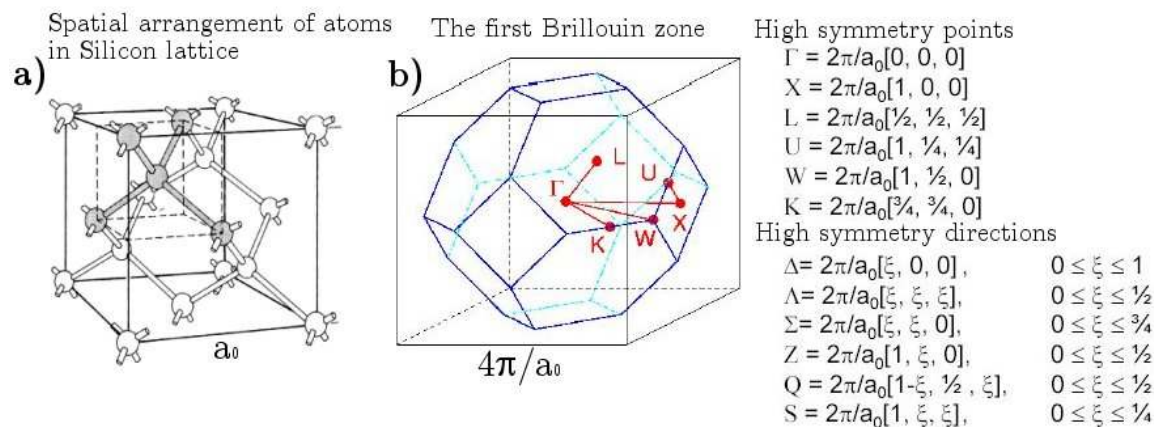 Spatial arrangement of atoms
in Silicon lattice
a)
a₀
The first Brillouin zone
b)
L
U
Γ
X
K
W
4π/a₀
High symmetry points
Γ = 2π/a₀[0, 0, 0]
X = 2π/a₀[1, 0, 0]
L = 2π/a₀[½, ½, ½]
U = 2π/a₀[1, ¼, ¼]
W = 2π/a₀[1, ½, 0]
K = 2π/a₀[¾, ¾, 0]
High symmetry directions
Δ= 2π/a₀[ξ, 0, 0] , 0 ≤ ξ ≤ 1
Λ= 2π/a₀[ξ, ξ, ξ], 0 ≤ ξ ≤ ½
Σ= 2π/a₀[ξ, ξ, 0], 0 ≤ ξ ≤ ¾
Z = 2π/a₀[1, ξ, 0], 0 ≤ ξ ≤ ½
Q = 2π/a₀[1-ξ, ½ , ξ], 0 ≤ ξ ≤ ½
S = 2π/a₀[1, ξ, ξ], 0 ≤ ξ ≤ ¼